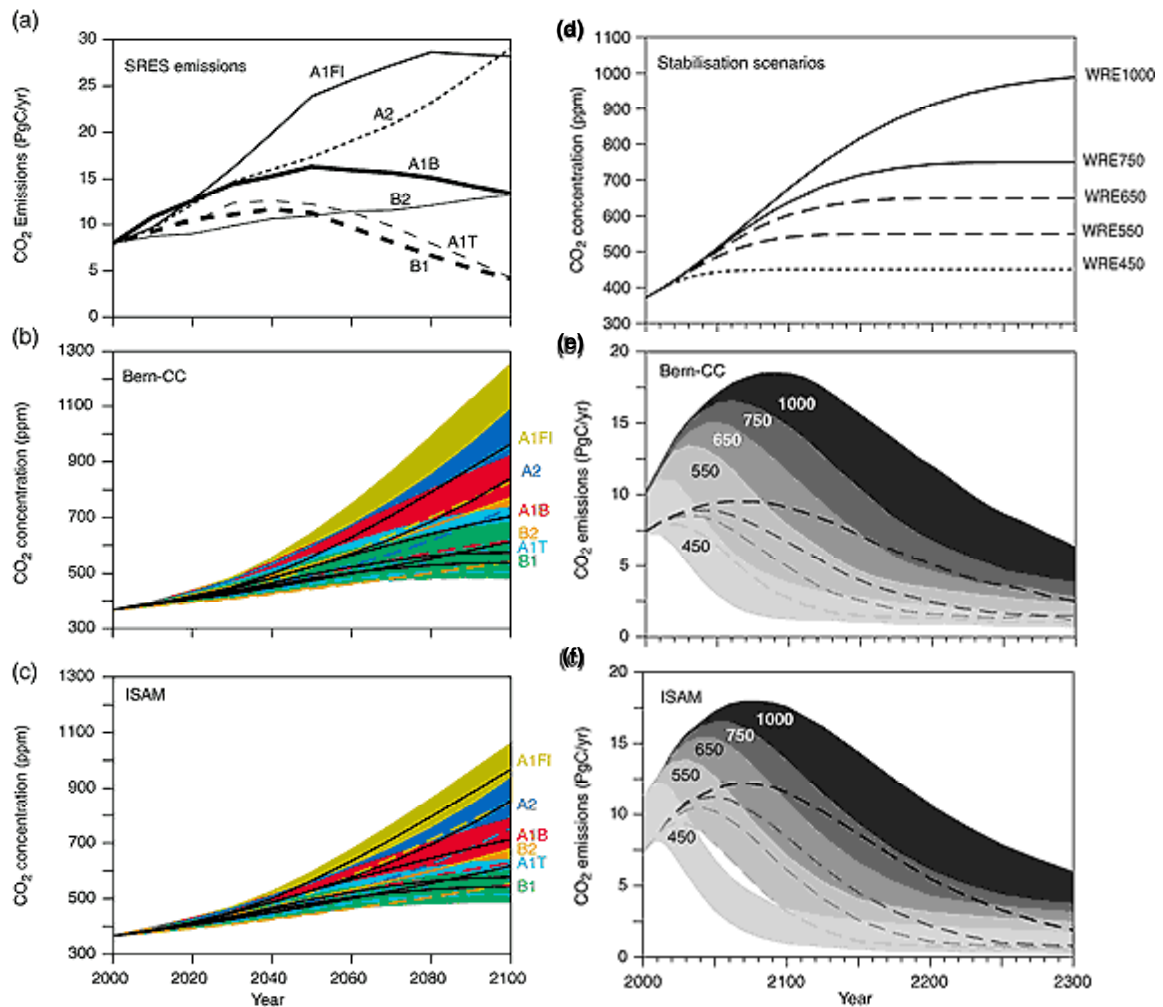 (a)
30
25
20
15
10
5
0
CO2 Emissions (PgC/yr)
SRES emissions
A1FI
A2
A1B
B2
A1T
B1
(b)
1300
1100
900
700
500
300
CO2 concentration (ppm)
Bern-CC
A1FI
A2
A1B
B2
A1T
B1
(c)
1300
1100
900
700
500
300
CO2 concentration (ppm)
ISAM
A1FI
A2
A1B
B2
A1T
B1
2000 2020 2040 2060 2080 2100
Year
(d)
1100
1000
900
800
700
600
500
400
300
CO2 concentration (ppm)
Stabilisation scenarios
WRE1000
WRE750
WRE650
WRE550
WRE450
(e)
20
15
10
5
0
CO2 emissions (PgC/yr)
Bern-CC
1000
750
650
550
450
(f)
20
15
10
5
0
CO2 emissions (PgC/yr)
ISAM
1000
750
650
550
450
2000 2100 2200 2300
Year